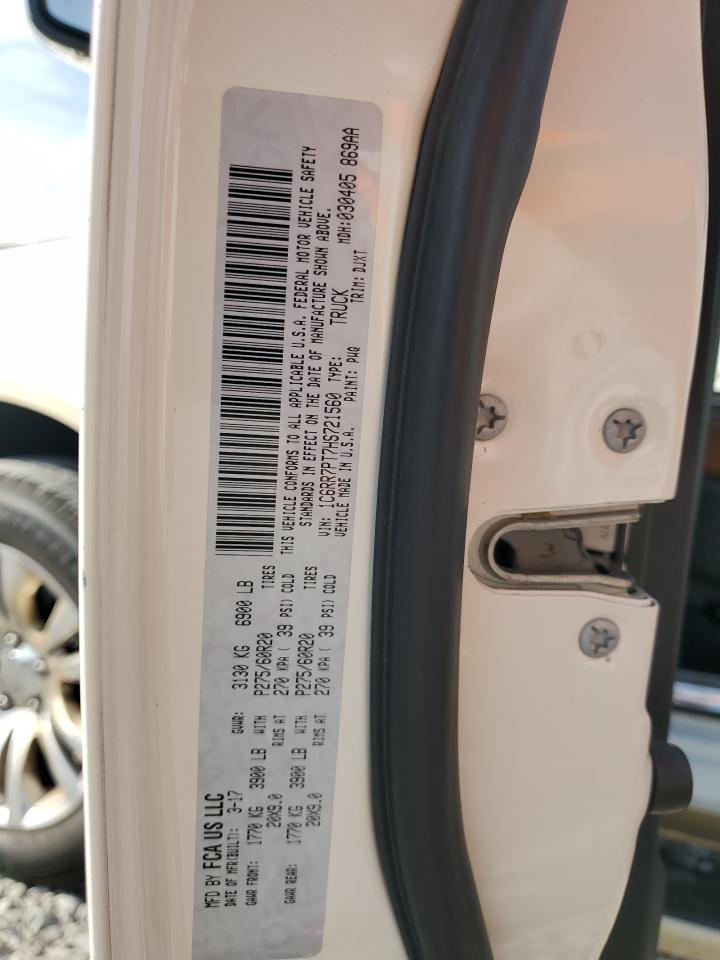 MFD BY FCA US LLC
DATE OF MFR(BUILT): 3-17 GVWR: 3130 KG 6900 LB
GAWR FRONT: 1770 KG 3900 LB WITH P275/60R20 TIRES
20X9.0 RIMS AT 270 KPA ( 39 PSI) COLD
GAWR REAR: 1770 KG 3900 LB WITH P275/60R20 TIRES
20X9.0 RIMS AT 270 KPA ( 39 PSI) COLD
THIS VEHICLE CONFORMS TO ALL APPLICABLE U.S.A. FEDERAL MOTOR VEHICLE SAFETY
STANDARDS IN EFFECT ON THE DATE OF MANUFACTURE SHOWN ABOVE.
VIN: 1C6RR7PT7HS721560 TYPE: TRUCK MDH:030405 869AA
VEHICLE MADE IN U.S.A. PAINT: PWQ TRIM: DJXT